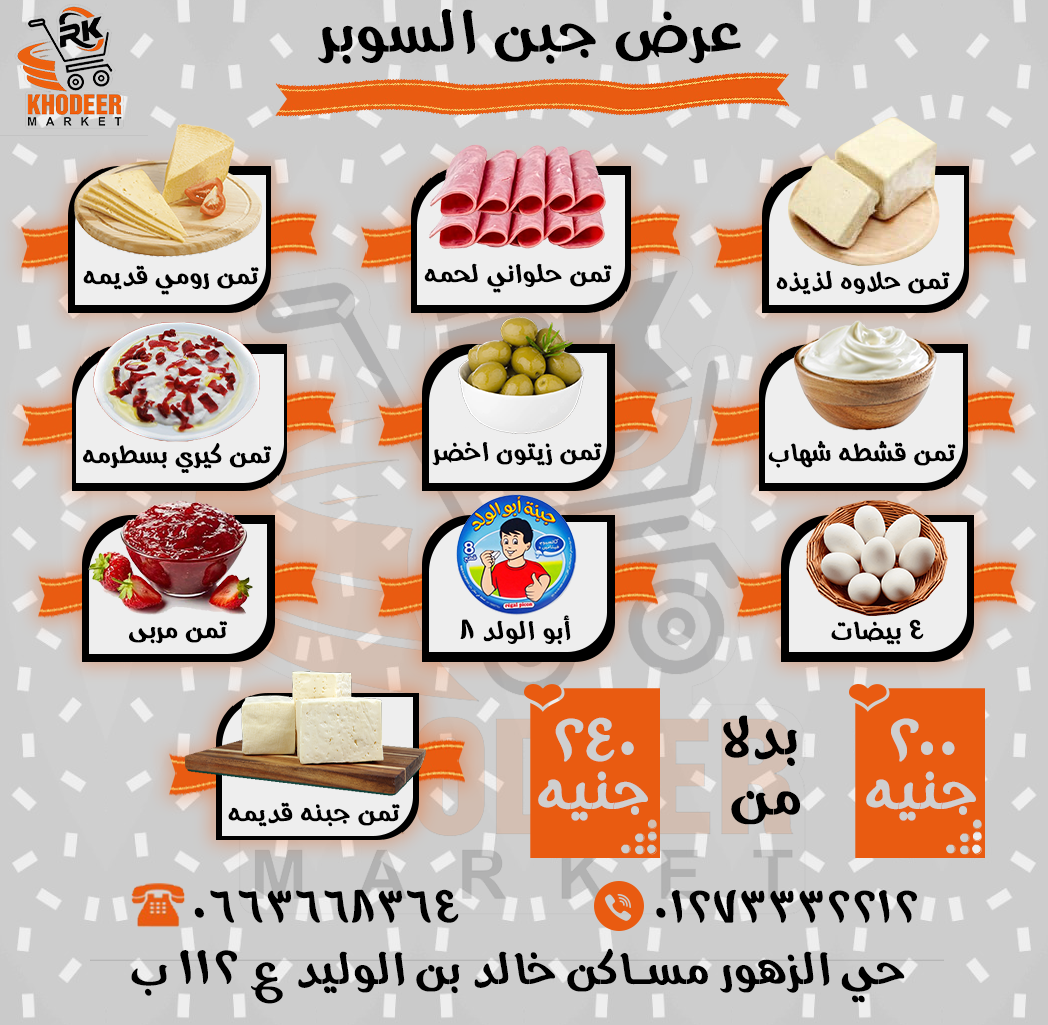 RK
KHODEER
MARKET
عرض جبن السوبر
تمن حلاوه لذيذه
تمن حلواني لحمه
تمن رومي قديمه
تمن قشطه شهاب
تمن زيتون اخضر
تمن كيري بسطرمه
٤ بيضات
جبنة أبو الولد
8
regal picon
أبو الولد ٨
تمن مربى
تمن جبنه قديمه
٢٠٠
جنيه
بدلا
من
٢٤٠
جنيه
٠١٢٧٣٣٣٢٢١٢
٠٦٦٣٦٦٨٣٦٤
حي الزهور مساكن خالد بن الوليد ع ١١٢ ب